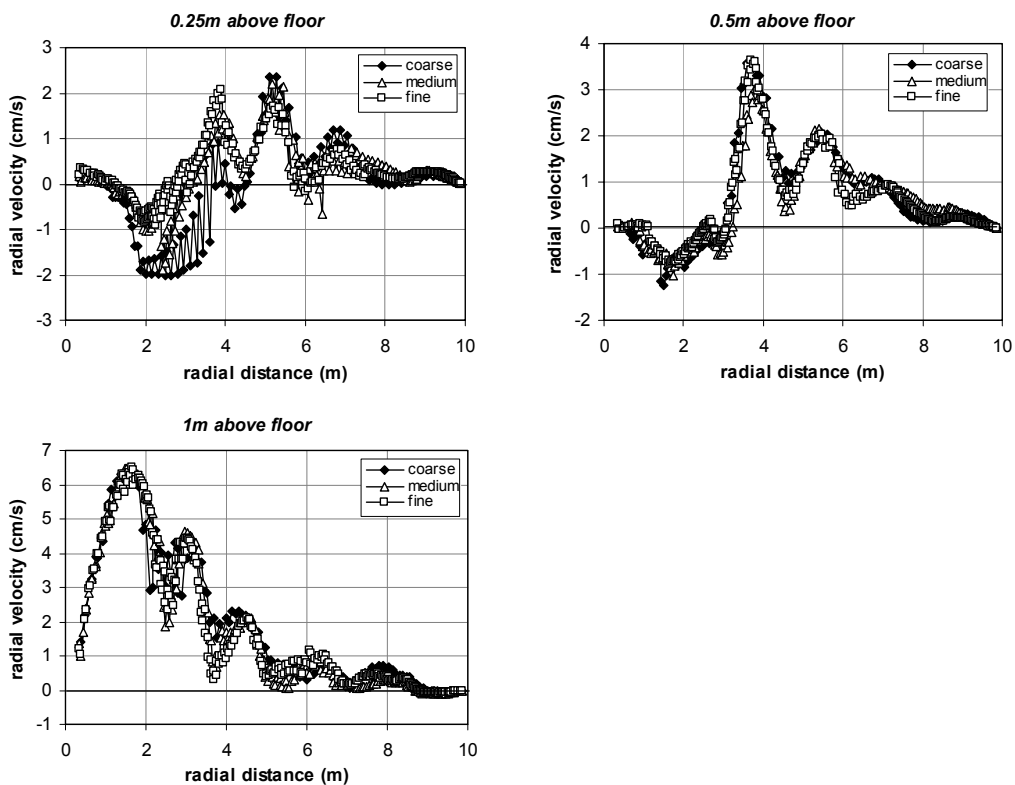 0.25m above floor
3
2
1
0
-1
-2
-3
radial velocity (cm/s)
coarse
medium
fine
0 2 4 6 8 10
radial distance (m)
0.5m above floor
4
3
2
1
0
-1
-2
radial velocity (cm/s)
coarse
medium
fine
0 2 4 6 8 10
radial distance (m)
1m above floor
7
6
5
4
3
2
1
0
-1
radial velocity (cm/s)
coarse
medium
fine
0 2 4 6 8 10
radial distance (m)